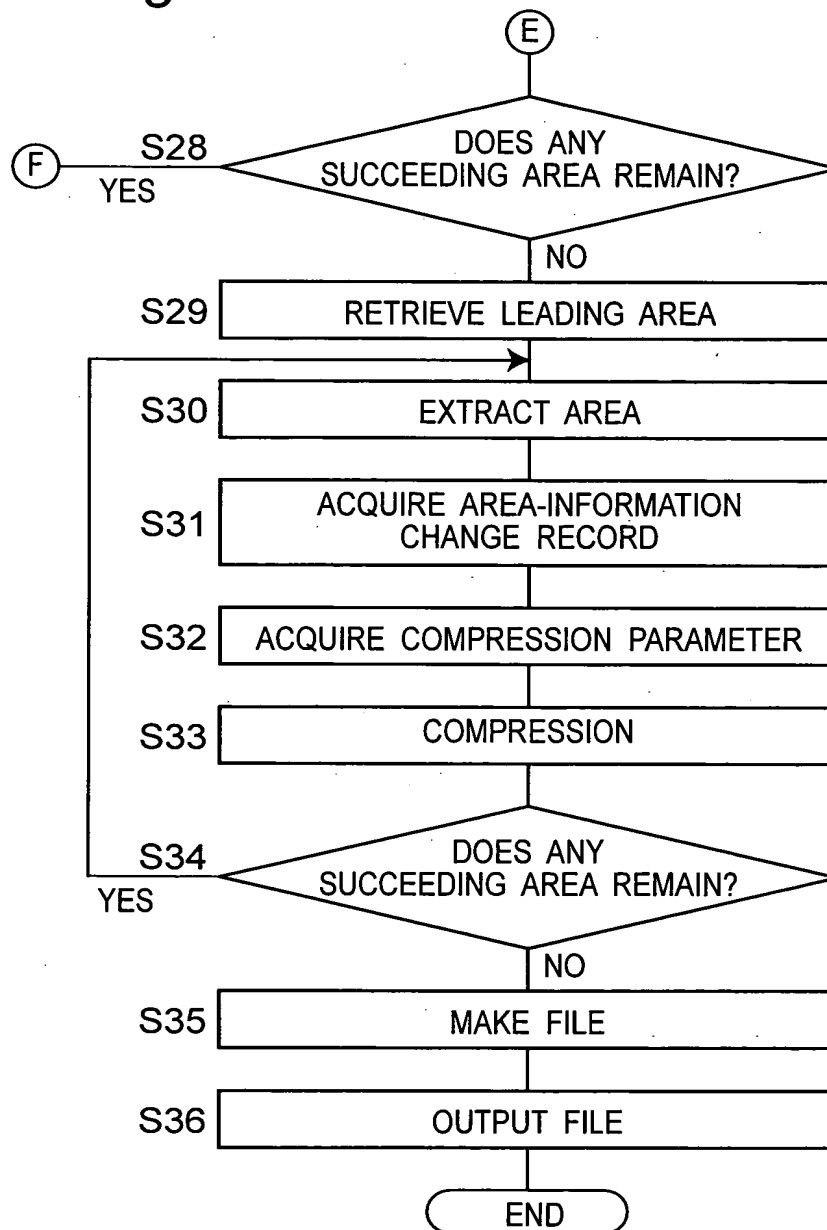 E
S28
DOES ANY
SUCCEEDING AREA REMAIN?
F
YES
NO
S29
RETRIEVE LEADING AREA
S30
EXTRACT AREA
S31
ACQUIRE AREA-INFORMATION
CHANGE RECORD
S32
ACQUIRE COMPRESSION PARAMETER
S33
COMPRESSION
S34
DOES ANY
SUCCEEDING AREA REMAIN?
YES
NO
S35
MAKE FILE
S36
OUTPUT FILE
END